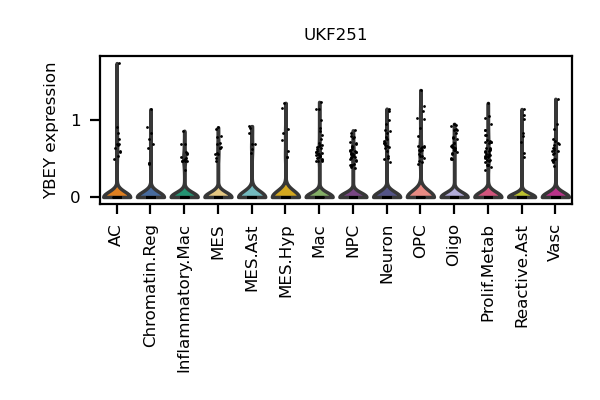 UKF251
YBEY expression
1
0
AC
Chromatin.Reg
Inflammatory.Mac
MES
MES.Ast
MES.Hyp
Mac
NPC
Neuron
OPC
Oligo
Prolif.Metab
Reactive.Ast
Vasc